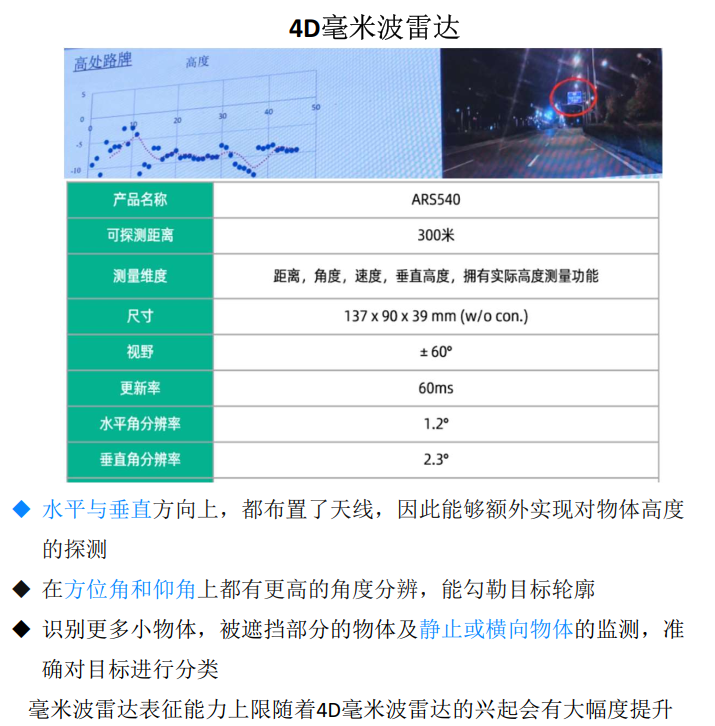 4D毫米波雷达
高处路牌
高度
5
0
-5
-10
0
10
20
30
40
50
产品名称 ARS540
可探测距离 300米
测量维度 距离，角度，速度，垂直高度，拥有实际高度测量功能
尺寸 137 x 90 x 39 mm (w/o con.)
视野 ± 60°
更新率 60ms
水平角分辨率 1.2°
垂直角分辨率 2.3°
水平与垂直方向上，都布置了天线，因此能够额外实现对物体高度
的探测
在方位角和仰角上都有更高的角度分辨，能勾勒目标轮廓
识别更多小物体，被遮挡部分的物体及静止或横向物体的监测，准
确对目标进行分类
毫米波雷达表征能力上限随着4D毫米波雷达的兴起会有大幅度提升